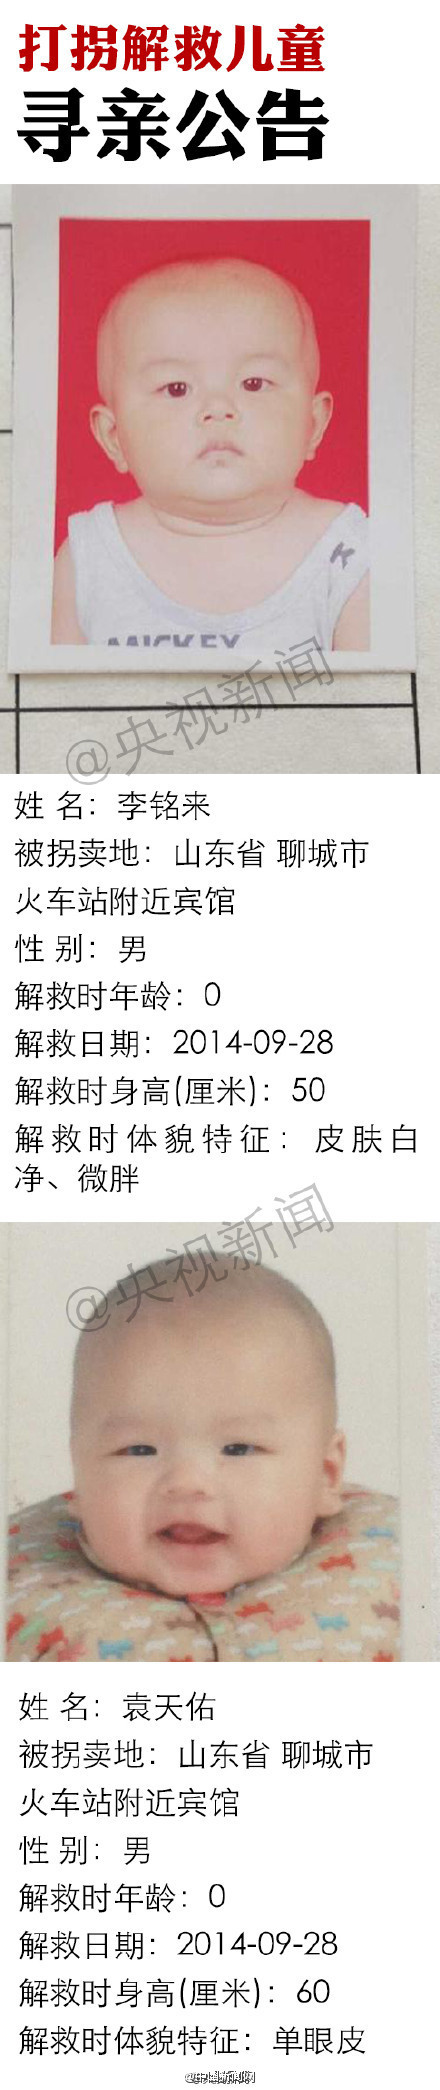 打拐解救儿童
寻亲公告
MICKEY
K
@央视新闻
姓 名：李铭来
被拐卖地：山东省 聊城市
火车站附近宾馆
性 别：男
解救时年龄：0
解救日期：2014-09-28
解救时身高(厘米)：50
解救时体貌特征：皮肤白
净、微胖
@央视新闻
姓 名：袁天佑
被拐卖地：山东省 聊城市
火车站附近宾馆
性 别：男
解救时年龄：0
解救日期：2014-09-28
解救时身高(厘米)：60
解救时体貌特征：单眼皮
@中国新闻网